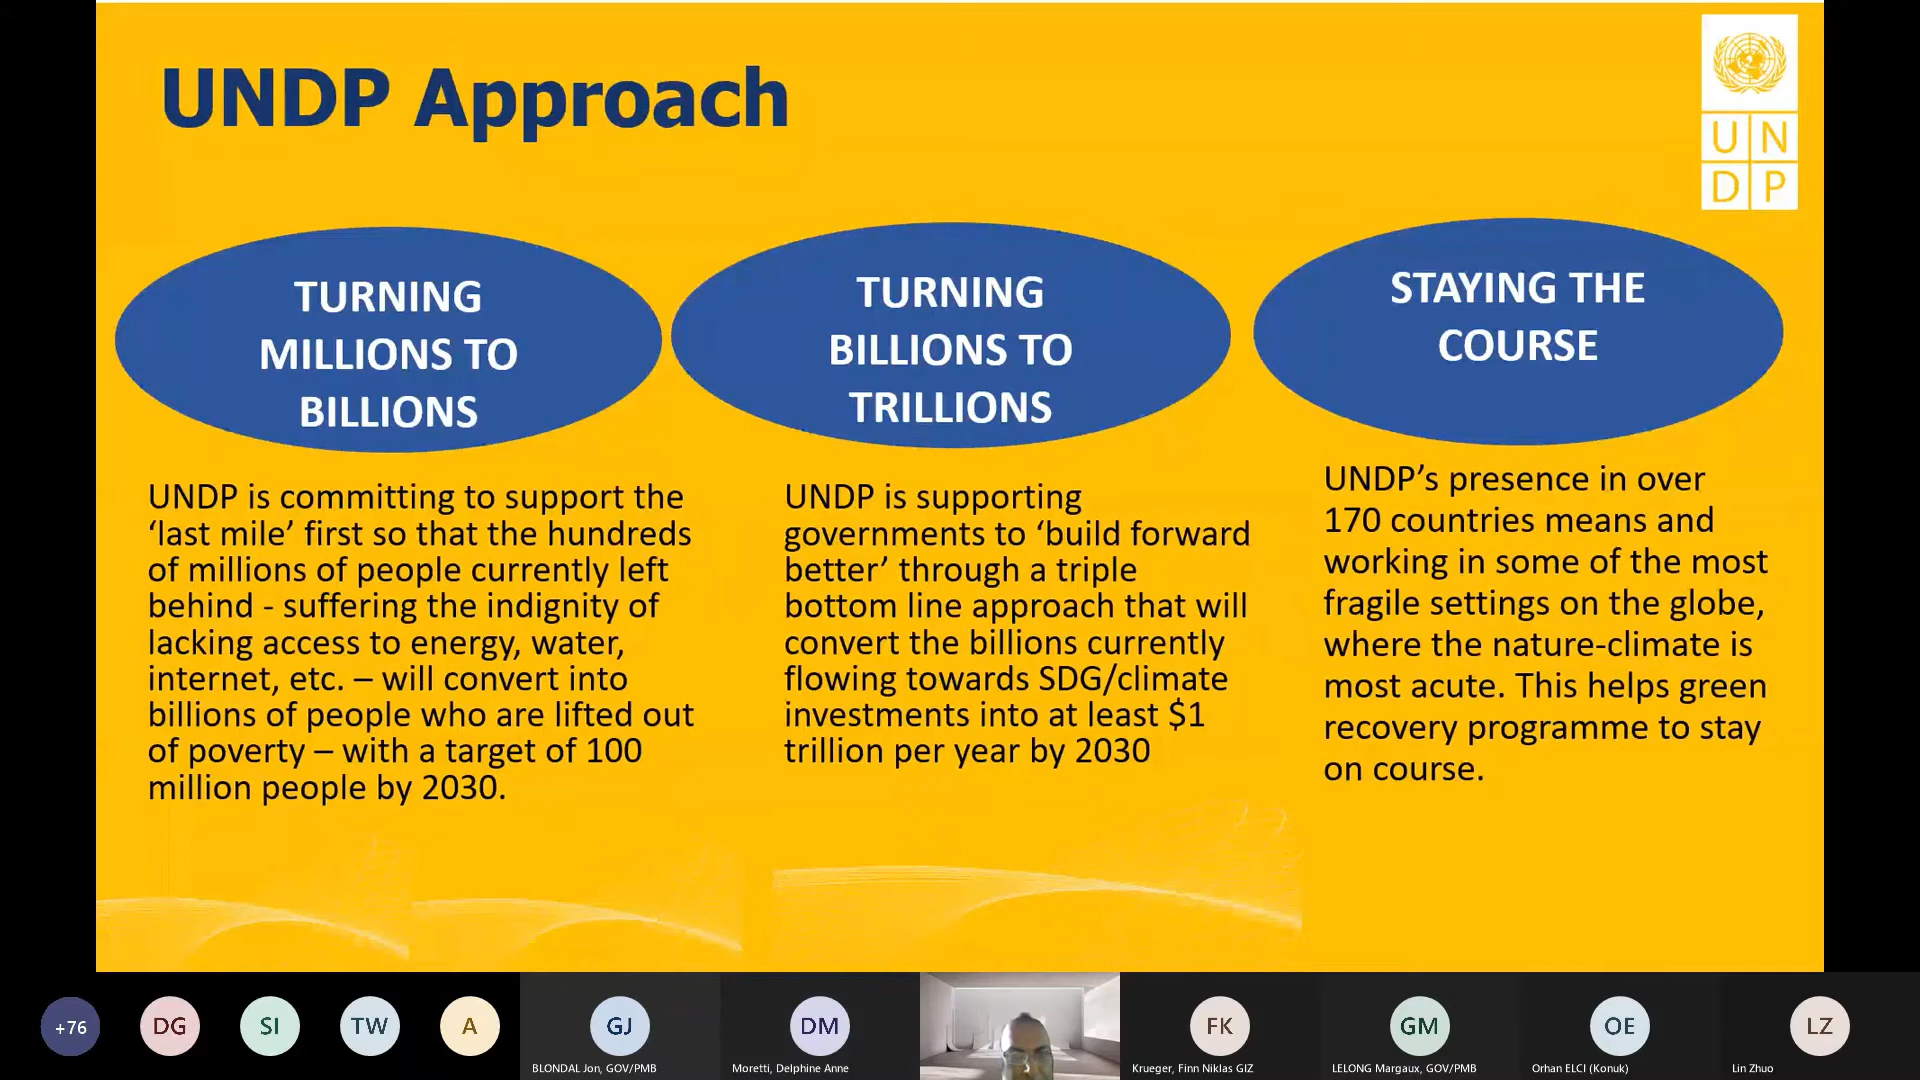 UNDP Approach
U N
D P
TURNING
MILLIONS TO
BILLIONS
UNDP is committing to support the
‘last mile’ first so that the hundreds
of millions of people currently left
behind - suffering the indignity of
lacking access to energy, water,
internet, etc. – will convert into
billions of people who are lifted out
of poverty – with a target of 100
million people by 2030.
TURNING
BILLIONS TO
TRILLIONS
UNDP is supporting
governments to ‘build forward
better’ through a triple
bottom line approach that will
convert the billions currently
flowing towards SDG/climate
investments into at least $1
trillion per year by 2030
STAYING THE
COURSE
UNDP’s presence in over
170 countries means and
working in some of the most
fragile settings on the globe,
where the nature-climate is
most acute. This helps green
recovery programme to stay
on course.
+76
DG
SI
TW
A
GJ
BLONDAL Jon, GOV/PMB
DM
Moretti, Delphine Anne
FK
Krueger, Finn Niklas GIZ
GM
LELONG Margaux, GOV/PMB
OE
Orhan ELCI (Konuk)
LZ
Lin Zhuo